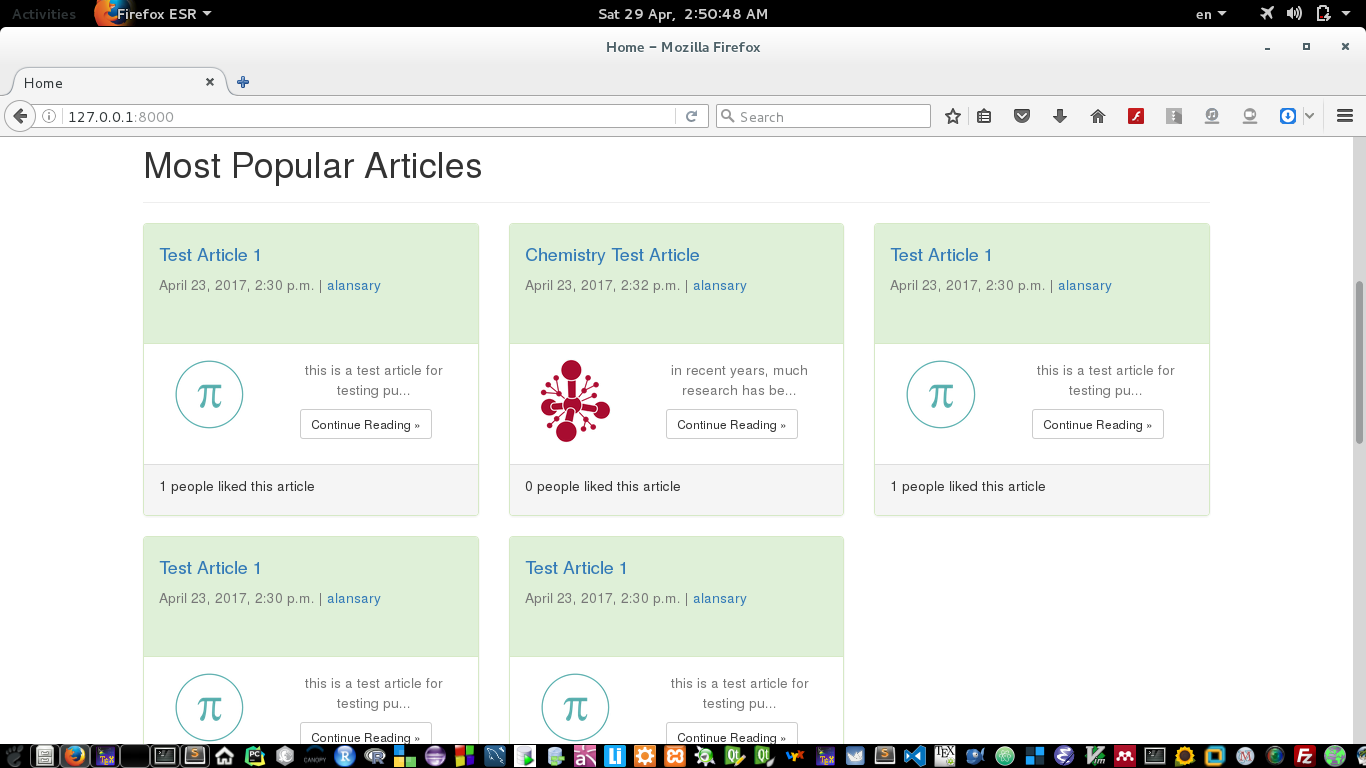 Activities Firefox ESR Sat 29 Apr, 2:50:48 AM en
Home – Mozilla Firefox
Home
127.0.0.1:8000 Search
Most Popular Articles
Test Article 1
April 23, 2017, 2:30 p.m. | alansary
π
this is a test article for
testing pu...
Continue Reading »
1 people liked this article
Chemistry Test Article
April 23, 2017, 2:32 p.m. | alansary
in recent years, much
research has be...
Continue Reading »
0 people liked this article
Test Article 1
April 23, 2017, 2:30 p.m. | alansary
π
this is a test article for
testing pu...
Continue Reading »
1 people liked this article
Test Article 1
April 23, 2017, 2:30 p.m. | alansary
π
this is a test article for
testing pu...
Continue Reading »
Test Article 1
April 23, 2017, 2:30 p.m. | alansary
π
this is a test article for
testing pu...
Continue Reading »